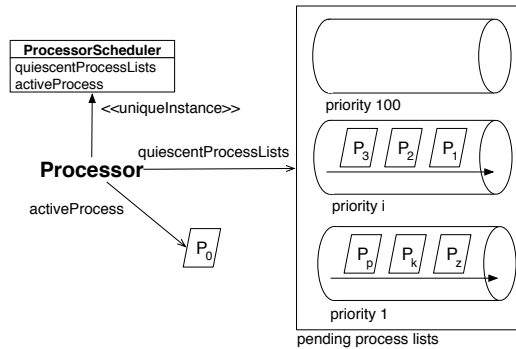 ProcessorScheduler
quiescentProcessLists
activeProcess
<<uniqueInstance>>
Processor
quiescentProcessLists
activeProcess
P0
priority 100
P3 P2 P1
priority i
Pp Pk Pz
priority 1
pending process lists